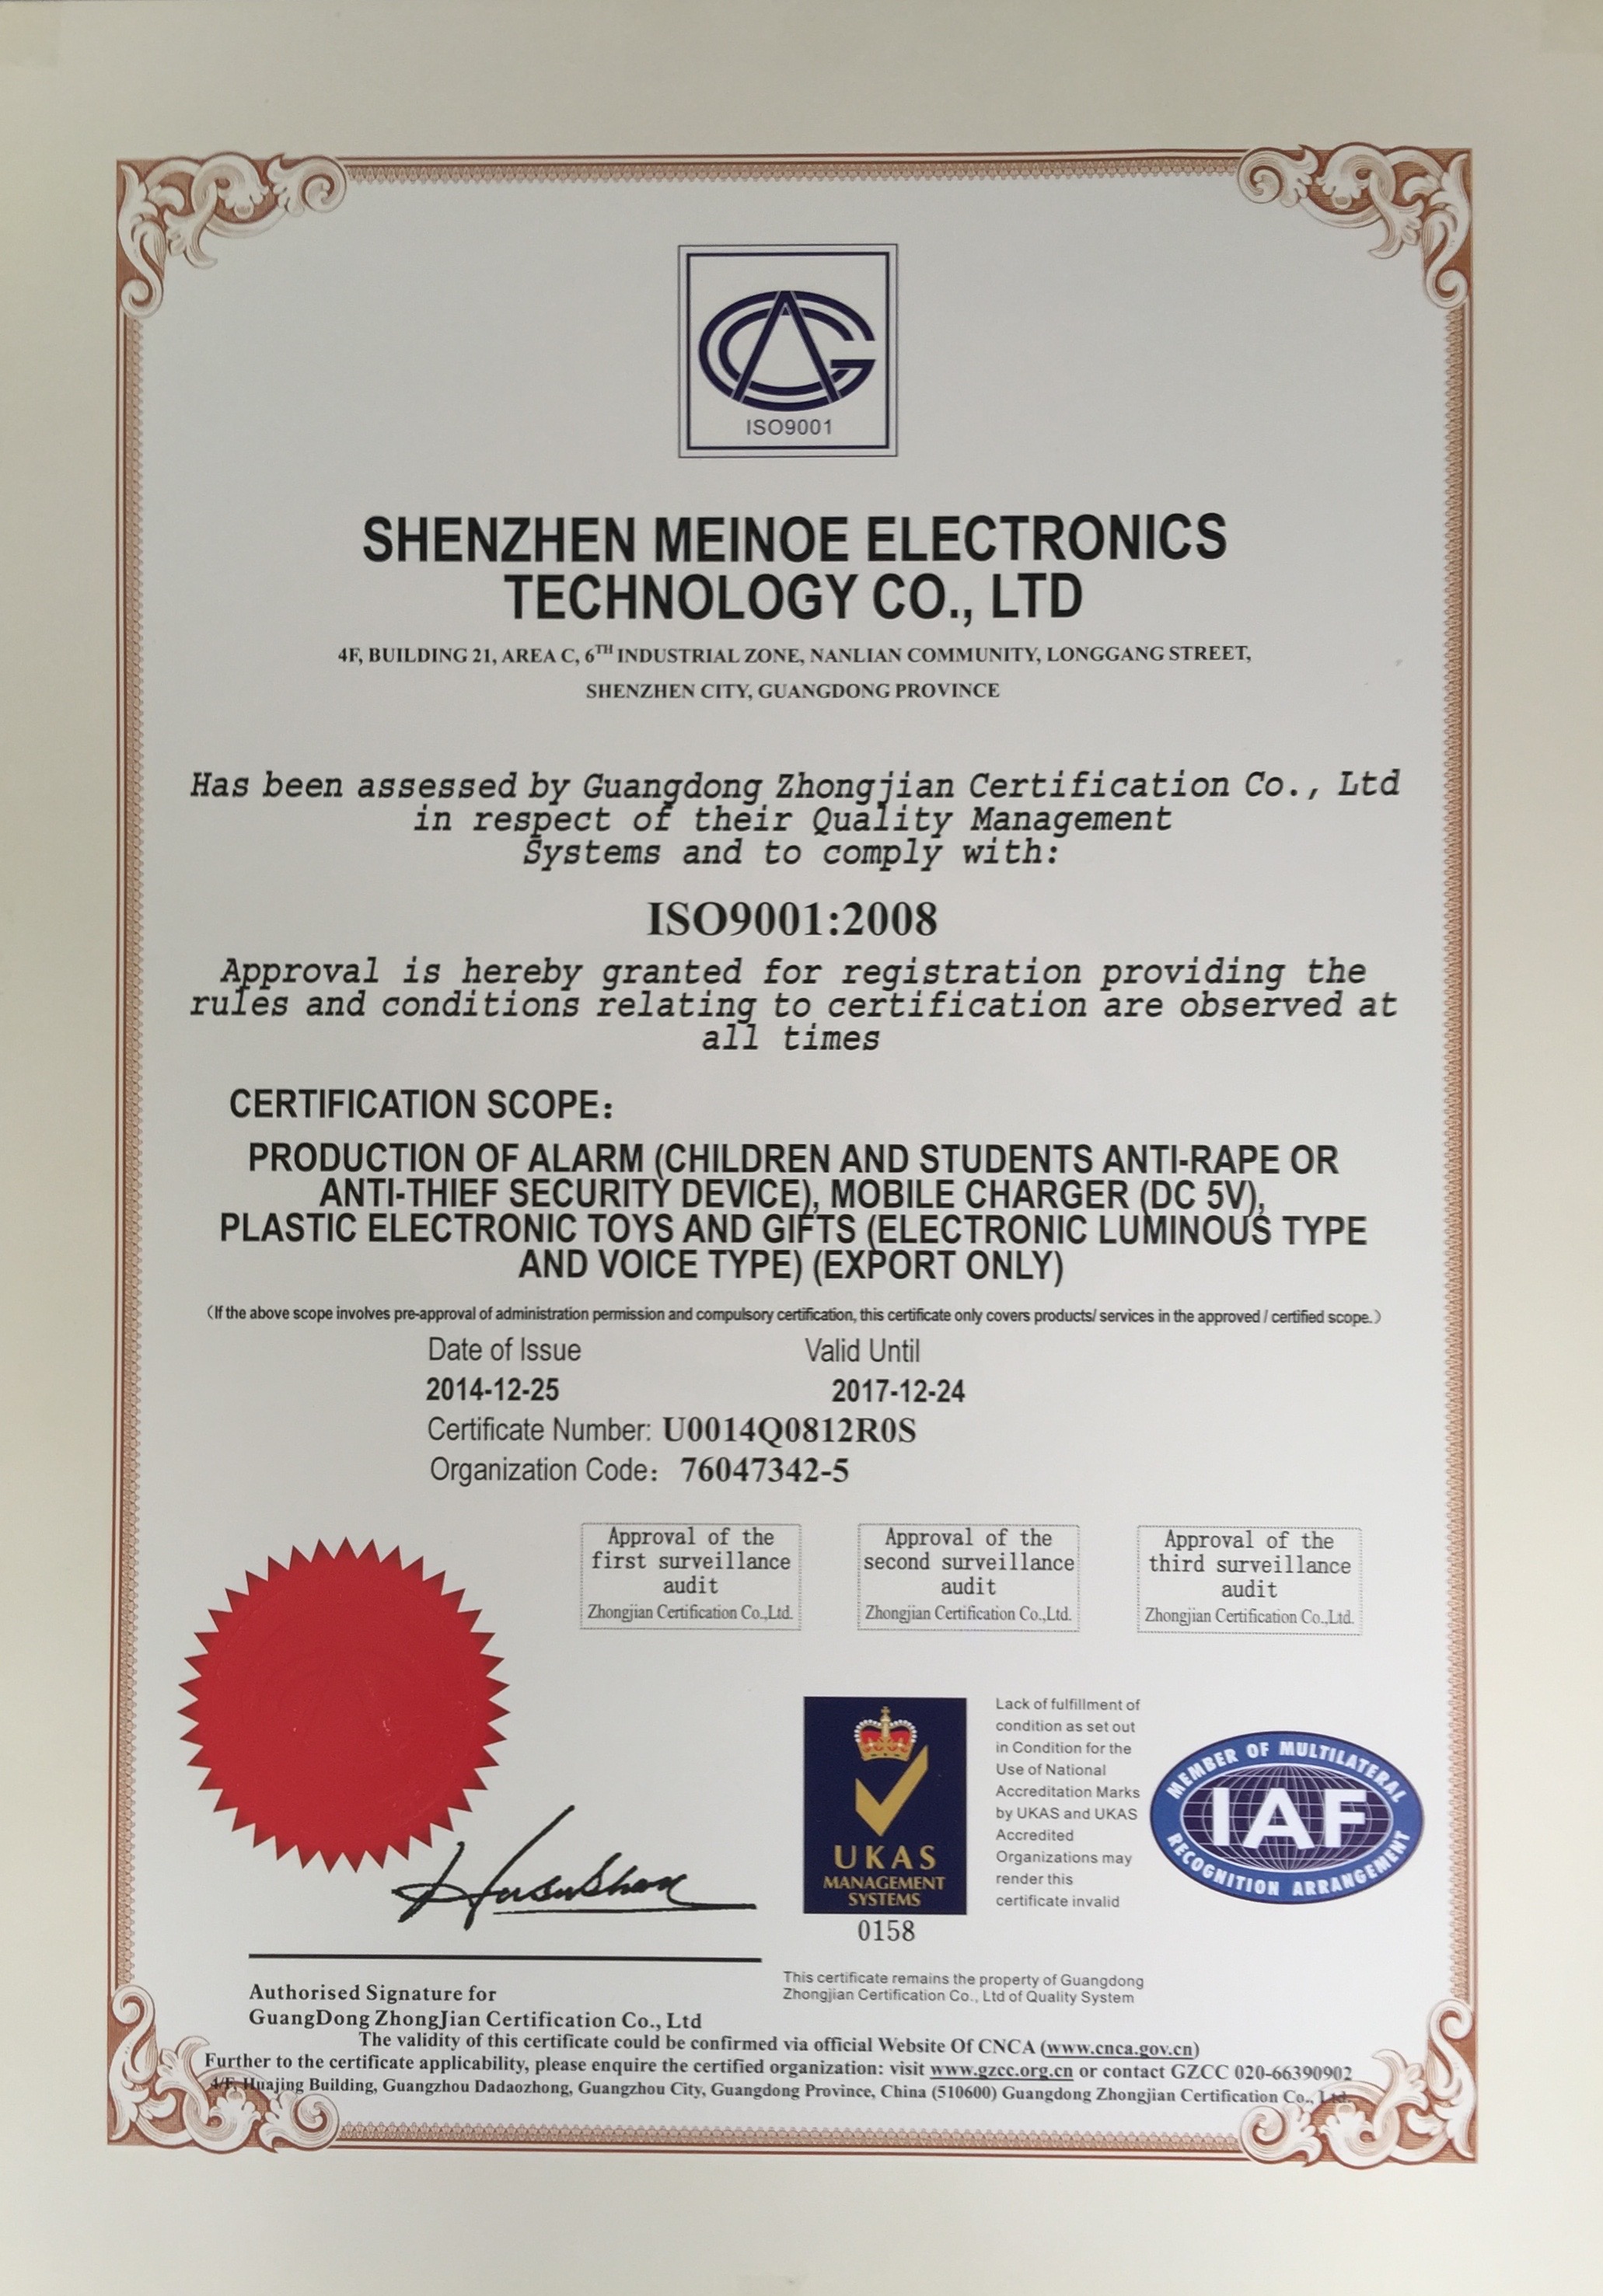 ISO9001
SHENZHEN MEINOE ELECTRONICS
TECHNOLOGY CO., LTD
4F, BUILDING 21, AREA C, 6TH INDUSTRIAL ZONE, NANLIAN COMMUNITY, LONGGANG STREET,
SHENZHEN CITY, GUANGDONG PROVINCE
Has been assessed by Guangdong Zhongjian Certification Co., Ltd
in respect of their Quality Management
Systems and to comply with:
ISO9001:2008
Approval is hereby granted for registration providing the
rules and conditions relating to certification are observed at
all times
CERTIFICATION SCOPE：
PRODUCTION OF ALARM (CHILDREN AND STUDENTS ANTI-RAPE OR
ANTI-THIEF SECURITY DEVICE), MOBILE CHARGER (DC 5V),
PLASTIC ELECTRONIC TOYS AND GIFTS (ELECTRONIC LUMINOUS TYPE
AND VOICE TYPE) (EXPORT ONLY)
（If the above scope involves pre-approval of administration permission and compulsory certification, this certificate only covers products/ services in the approved / certified scope.）
Date of Issue Valid Until
2014-12-25 2017-12-24
Certificate Number: U0014Q0812R0S
Organization Code： 76047342-5
Approval of the
first surveillance
audit
Zhongjian Certification Co.,Ltd.
Approval of the
second surveillance
audit
Zhongjian Certification Co.,Ltd.
Approval of the
third surveillance
audit
Zhongjian Certification Co.,Ltd.
UKAS
MANAGEMENT
SYSTEMS
0158
Lack of fulfillment of
condition as set out
in Condition for the
Use of National
Accreditation Marks
by UKAS and UKAS
Accredited
Organizations may
render this
certificate invalid
MEMBER OF MULTILATERAL
IAF
RECOGNITION ARRANGEMENT
This certificate remains the property of Guangdong
Zhongjian Certification Co., Ltd of Quality System
Authorised Signature for
GuangDong ZhongJian Certification Co., Ltd
The validity of this certificate could be confirmed via official Website Of CNCA (www.cnca.gov.cn)
Further to the certificate applicability, please enquire the certified organization: visit www.gzcc.org.cn or contact GZCC 020-66390902
4/F, Huajing Building, Guangzhou Dadaozhong, Guangzhou City, Guangdong Province, China (510600) Guangdong Zhongjian Certification Co., Ltd.